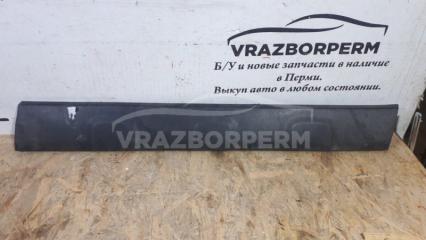 VRAZBORPERM
Б/У и новые запчасти в наличие
в Перми.
Выкуп авто в любом состоянии.
VRAZBORPERM